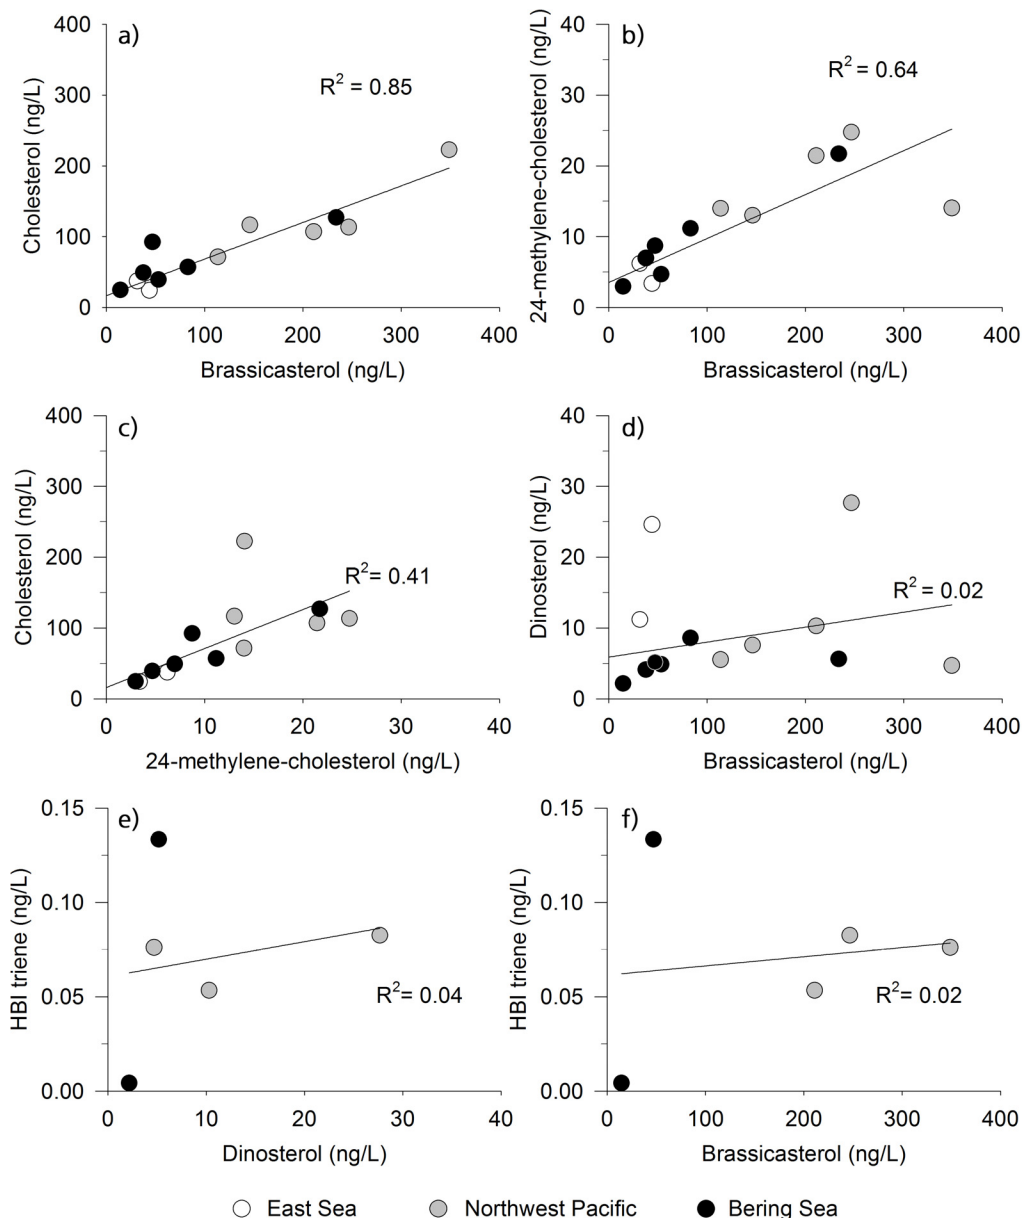 a)
R² = 0.85
Cholesterol (ng/L)
400
300
200
100
0
0 100 200 300 400
Brassicasterol (ng/L)
b)
R² = 0.64
24-methylene-cholesterol (ng/L)
40
30
20
10
0
0 100 200 300 400
Brassicasterol (ng/L)
c)
R²= 0.41
Cholesterol (ng/L)
400
300
200
100
0
0 10 20 30 40
24-methylene-cholesterol (ng/L)
d)
R² = 0.02
Dinosterol (ng/L)
40
30
20
10
0
0 100 200 300 400
Brassicasterol (ng/L)
e)
R²= 0.04
HBI triene (ng/L)
0.15
0.10
0.05
0.00
0 10 20 30 40
Dinosterol (ng/L)
f)
R²= 0.02
HBI triene (ng/L)
0.15
0.10
0.05
0.00
0 100 200 300 400
Brassicasterol (ng/L)
East Sea Northwest Pacific Bering Sea